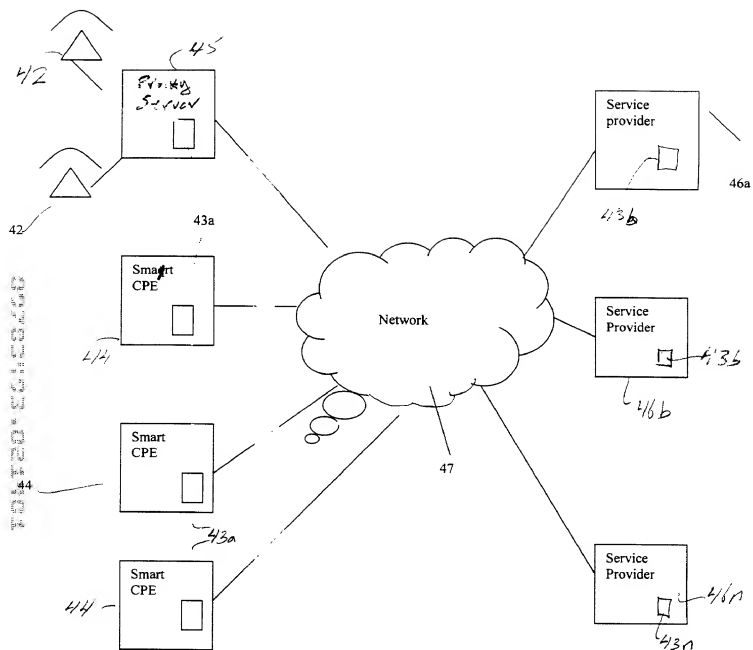 45
42
Server
42
Service
provider
46a
43b
43a
Smart
CPE
44
Network
Service
Provider
43b
46b
Smart
CPE
44
47
43a
Smart
CPE
44
Service
Provider
46n
43n